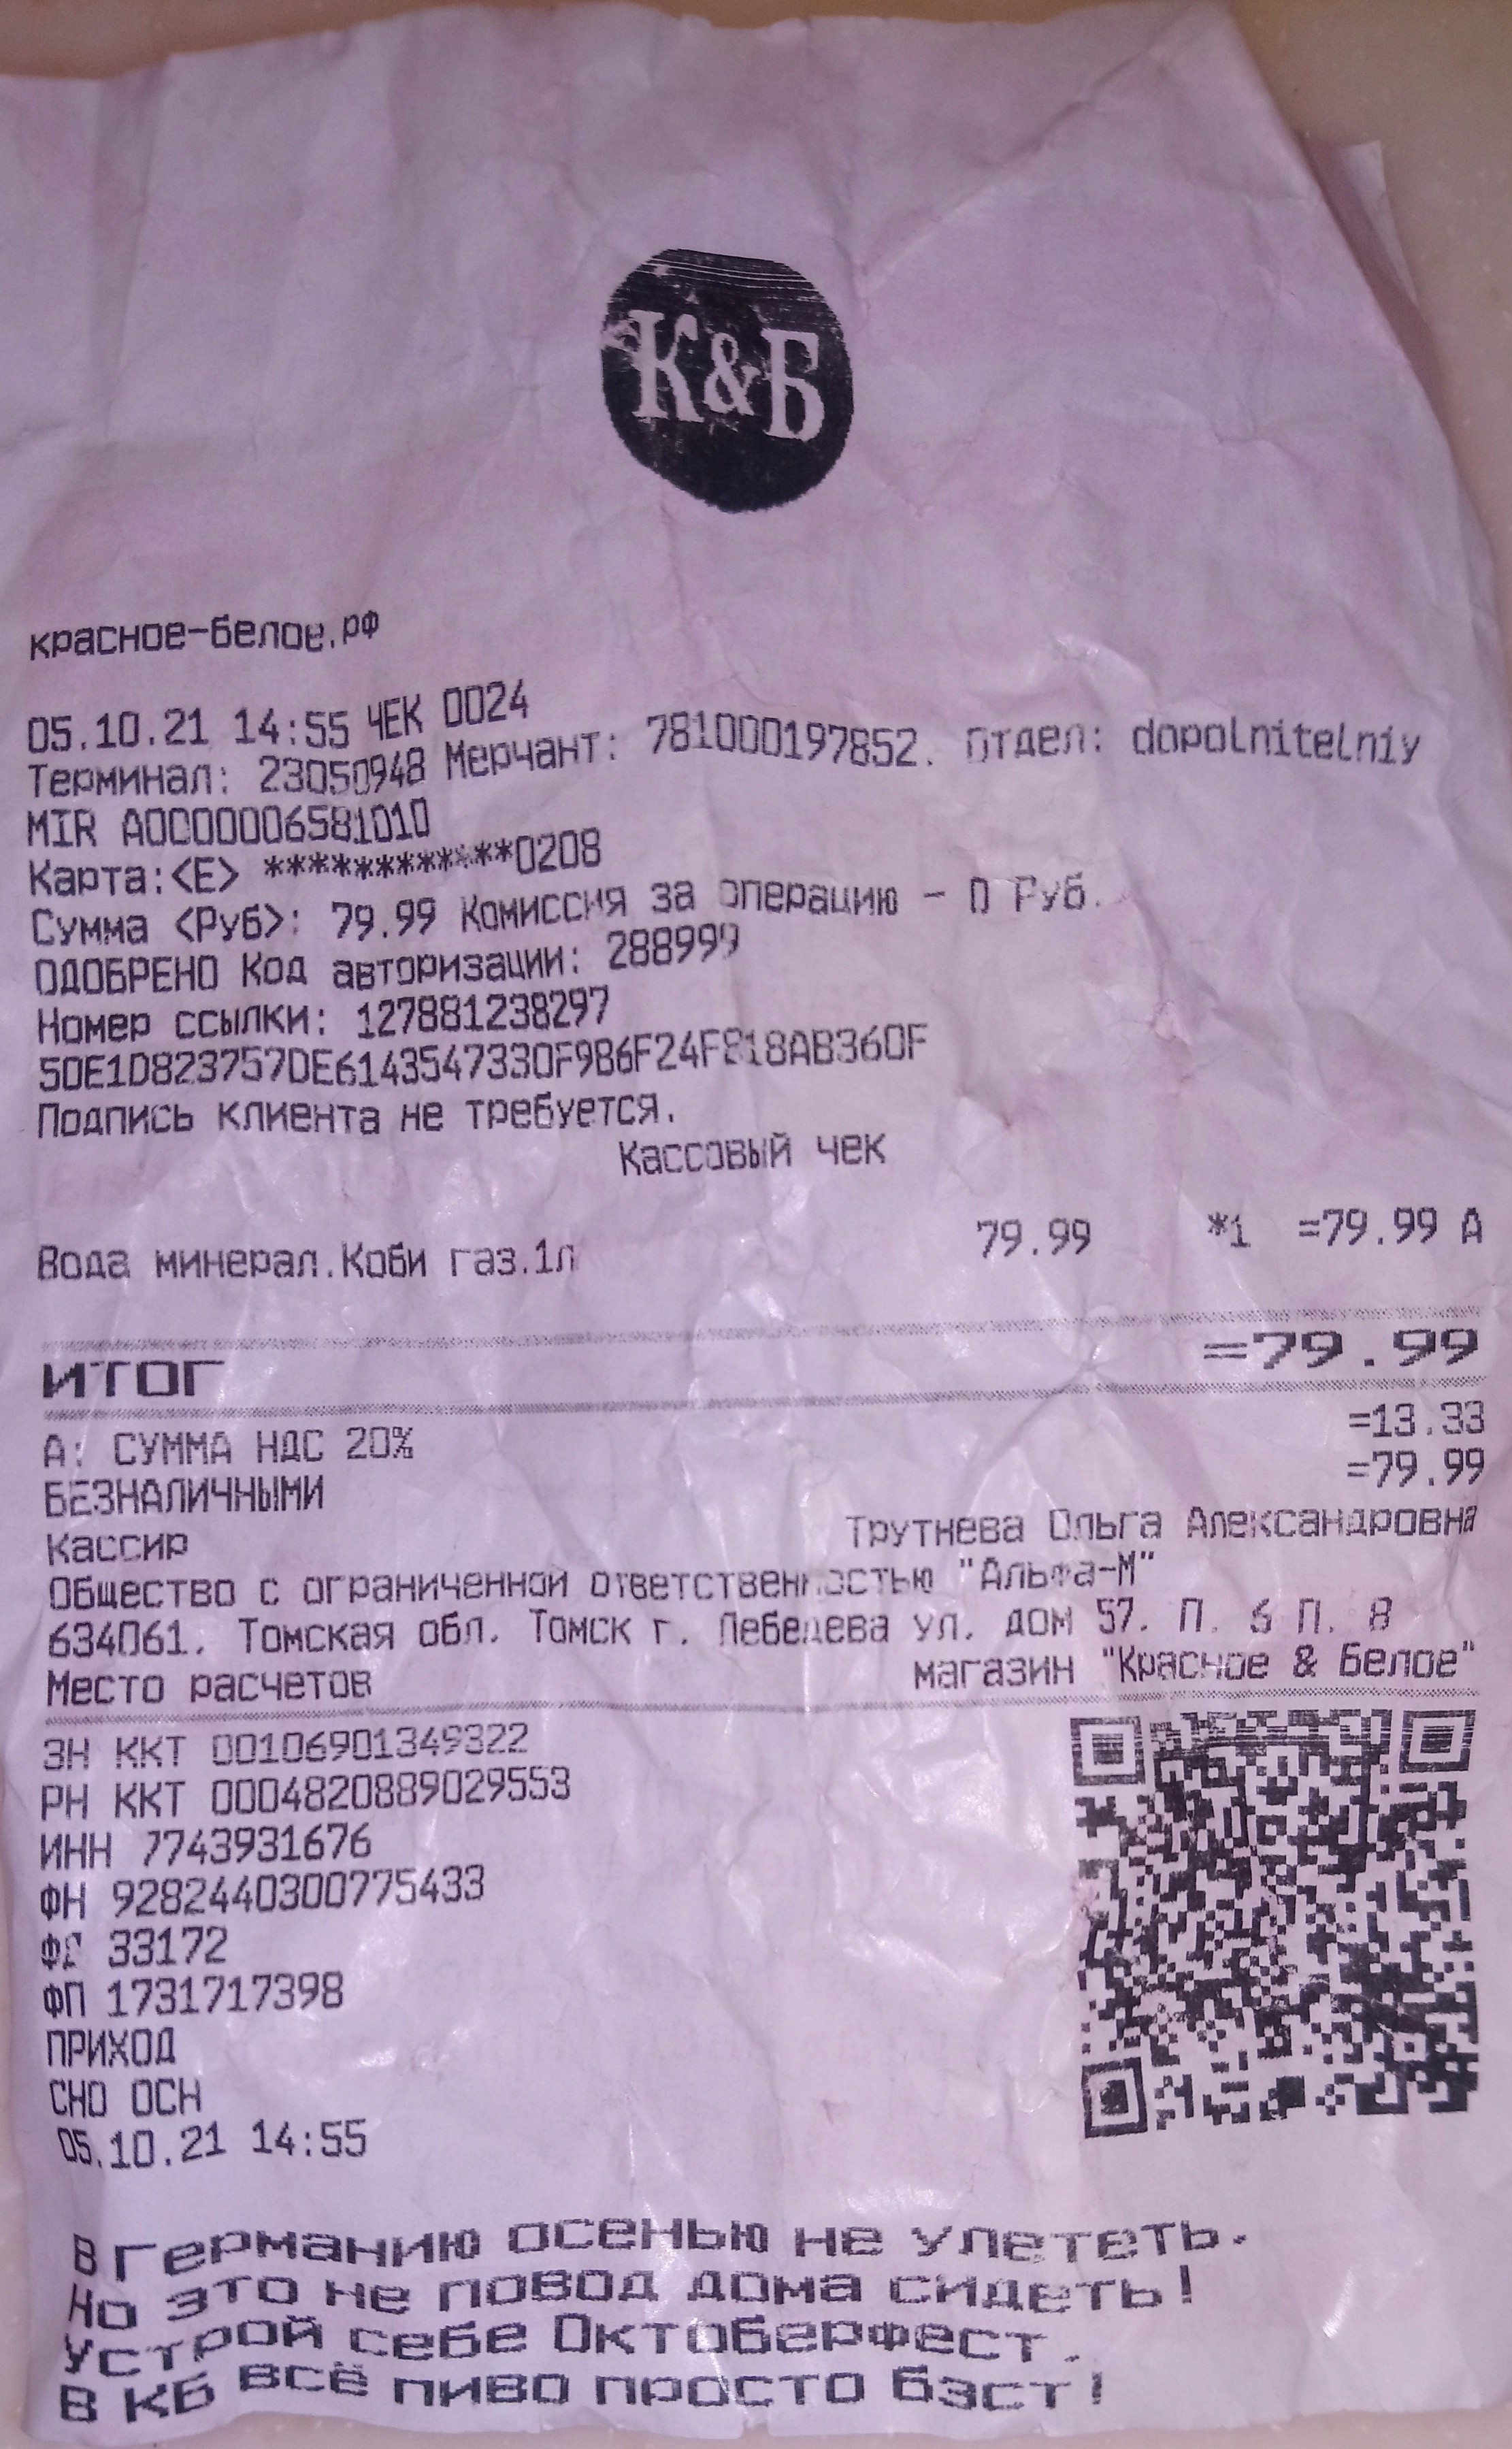 К&Б
красное-белое.рф
05.10.21 14:55 ЧЕК 0024
Терминал: 23050948 Мерчант: 781000197852. Отдел: dopolnitelniy
MIR A0000006581010
Карта:<E> ************0208
Сумма <Руб>: 79.99 Комиссия за операцию - 0 Руб.
ОДОБРЕНО Код авторизации: 288999
Номер ссылки: 127881238297
50E1D823757DE6143547330F9B6F24F818AB360F
Подпись клиента не требуется.
Кассовый чек
Вода минерал.Коби газ.1л 79.99 *1 =79.99 А
ИТОГ =79.99
А: СУММА НДС 20% =13.33
БЕЗНАЛИЧНЫМИ =79.99
Кассир Трутнева Ольга Александровна
Общество с ограниченной ответственностью "Альфа-М"
634061, Томская обл. Томск г. Лебедева ул. дом 57. П. 6 П. 8
Место расчетов магазин "Красное & Белое"
ЗН ККТ 00106901349322
РН ККТ 0004820889029553
ИНН 7743931676
ФН 9282440300775433
ФД 33172
ФП 1731717398
ПРИХОД
СНО ОСН
05.10.21 14:55
В Германию осенью не улететь.
Но это не повод дома сидеть!
Устрой себе Октоберфест.
В КБ всё пиво просто бэст!